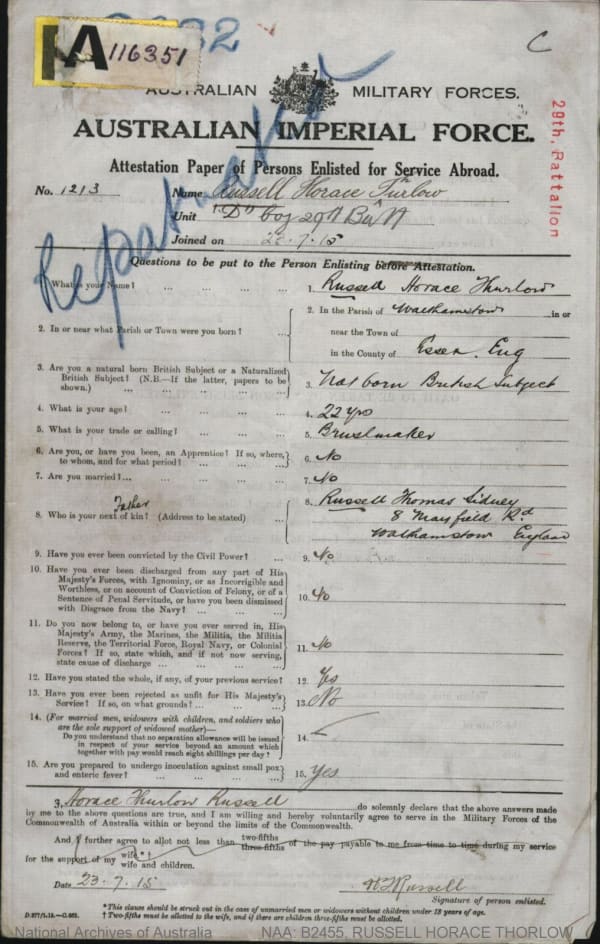 A 116351
C
AUSTRALIAN MILITARY FORCES.
AUSTRALIAN IMPERIAL FORCE.
29th. Battalion
Repatriated
Attestation Paper of Persons Enlisted for Service Abroad.
No. 1213 Name Russell Horace Thurlow
Unit "D" Coy 29th Battn
Joined on 22.7.15
Questions to be put to the Person Enlisting before Attestation.
1. What is your Name? ... ... ... ... 1. Russell Horace Thurlow
2. In or near what Parish or Town were you born? ... 2. In the Parish of Walthamstow in or
near the Town of
in the County of Essex. Eng
3. Are you a natural born British Subject or a Naturalized
British Subject? (N.B.—If the latter, papers to be
shown.) ... ... ... ... 3. Nat born British Subject
4. What is your age? ... ... ... ... 4. 22 yrs
5. What is your trade or calling? ... ... ... 5. Brushmaker
6. Are you, or have you been, an Apprentice? If so, where,
to whom, and for what period? ... ... ... 6. No
7. Are you married? ... ... ... ... 7. No
Father
8. Who is your next of kin? (Address to be stated) ... 8. Russell Thomas Sidney
8 Mayfield Rd
Walthamstow England
9. Have you ever been convicted by the Civil Power? ... 9. No
10. Have you ever been discharged from any part of His
Majesty's Forces, with Ignominy, or as Incorrigible and
Worthless, or on account of Conviction of Felony, or of a
Sentence of Penal Servitude, or have you been dismissed
with Disgrace from the Navy? ... ... 10. No
11. Do you now belong to, or have you ever served in, His
Majesty's Army, the Marines, the Militia, the Militia
Reserve, the Territorial Force, Royal Navy, or Colonial
Forces? If so, state which, and if not now serving,
state cause of discharge ... ... ... 11. No
12. Have you stated the whole, if any, of your previous service? 12. Yes
13. Have you ever been rejected as unfit for His Majesty's
Service? If so, on what grounds? ... ... 13. No
14. (For married men, widowers with children, and soldiers who
are the sole support of widowed mother)—
Do you understand that no separation allowance will be issued
in respect of your service beyond an amount which
together with pay would reach eight shillings per day? 14.
15. Are you prepared to undergo inoculation against small pox
and enteric fever? ... ... ... ... 15. Yes
I, Horace Thurlow Russell do solemnly declare that the above answers made
by me to the above questions are true, and I am willing and hereby voluntarily agree to serve in the Military Forces of the
Commonwealth of Australia within or beyond the limits of the Commonwealth.
And I further agree to allot not less than two-fifths three-fifths of the pay payable to me from time to time during my service
for the support of my wife.*† wife and children.
Date 23.7.15 H T Russell
Signature of person enlisted.
*This clause should be struck out in the case of unmarried men or widowers without children under 18 years of age.
† Two-fifths must be allotted to the wife, and if there are children three-fifths must be allotted.
National Archives of Australia NAA: B2455, RUSSELL HORACE THORLOW